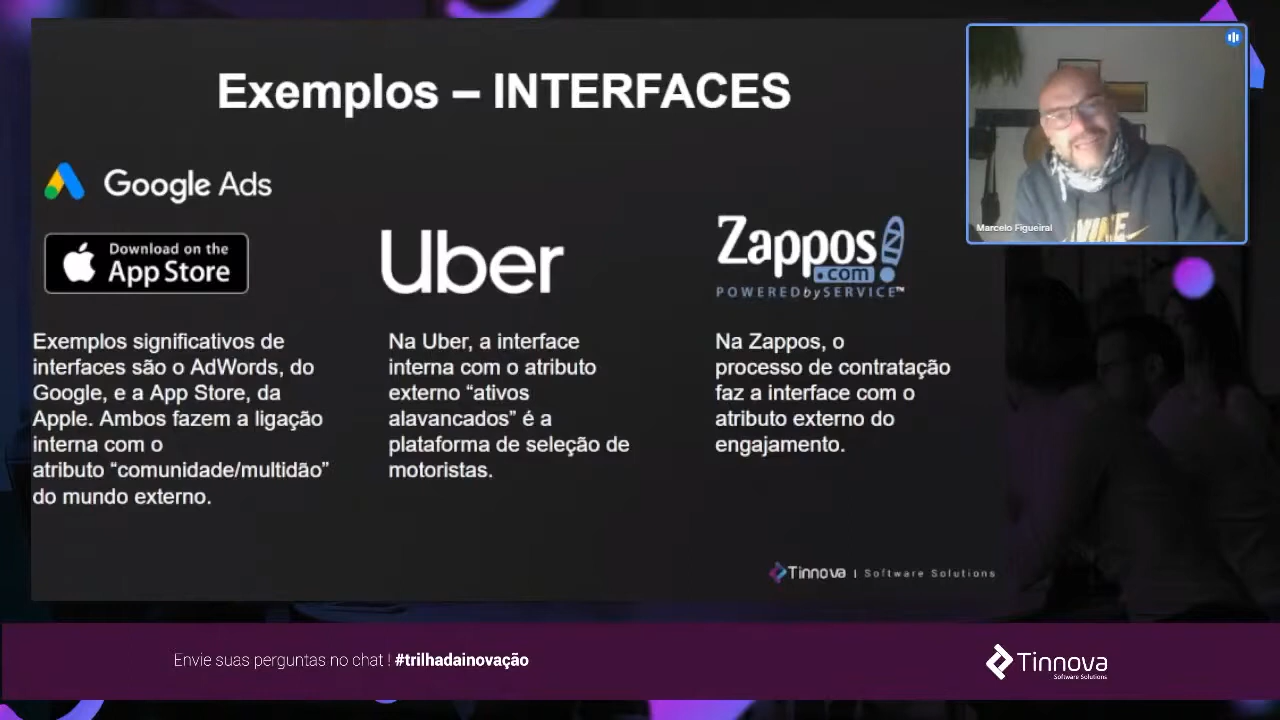 Exemplos – INTERFACES
Google Ads
Download on the
App Store
Exemplos significativos de
interfaces são o AdWords, do
Google, e a App Store, da
Apple. Ambos fazem a ligação
interna com o
atributo “comunidade/multidão”
do mundo externo.
Uber
Na Uber, a interface
interna com o atributo
externo “ativos
alavancados” é a
plataforma de seleção de
motoristas.
Zappos
.com
POWEREDbySERVICE™
Na Zappos, o
processo de contratação
faz a interface com o
atributo externo do
engajamento.
Marcelo Figueiral
Tinnova | Software Solutions
Envie suas perguntas no chat ! #trilhadainovação
Tinnova
Software Solutions